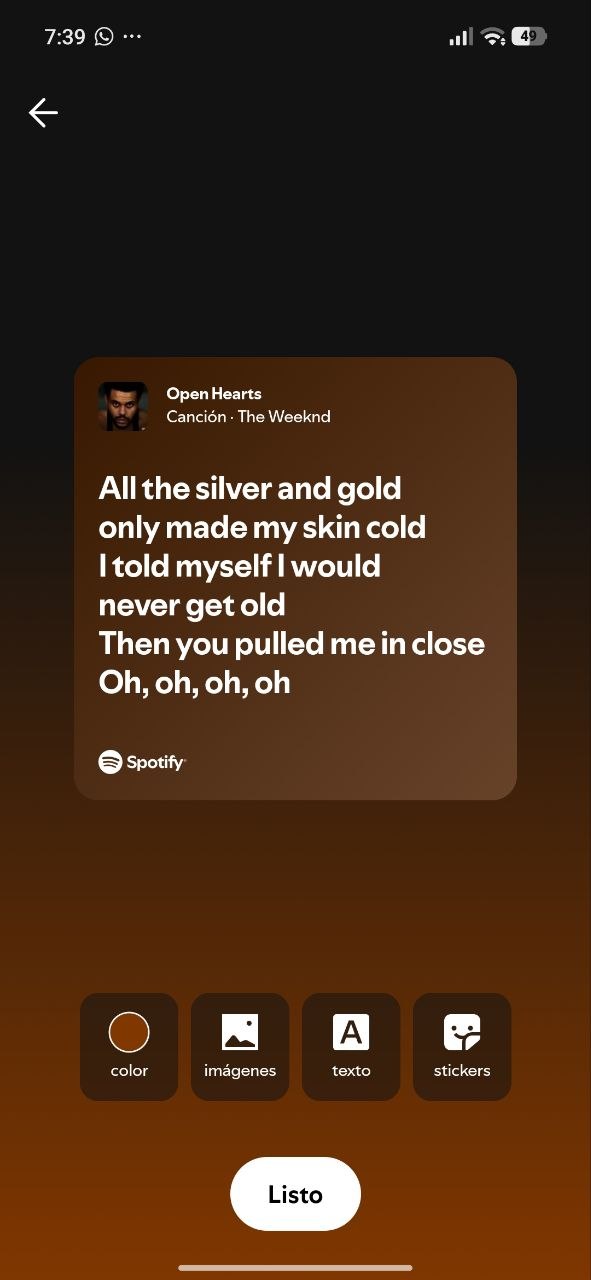 7:39
49
Open Hearts
Canción · The Weeknd
All the silver and gold
only made my skin cold
I told myself I would
never get old
Then you pulled me in close
Oh, oh, oh, oh
Spotify
color
imágenes
A
texto
stickers
Listo